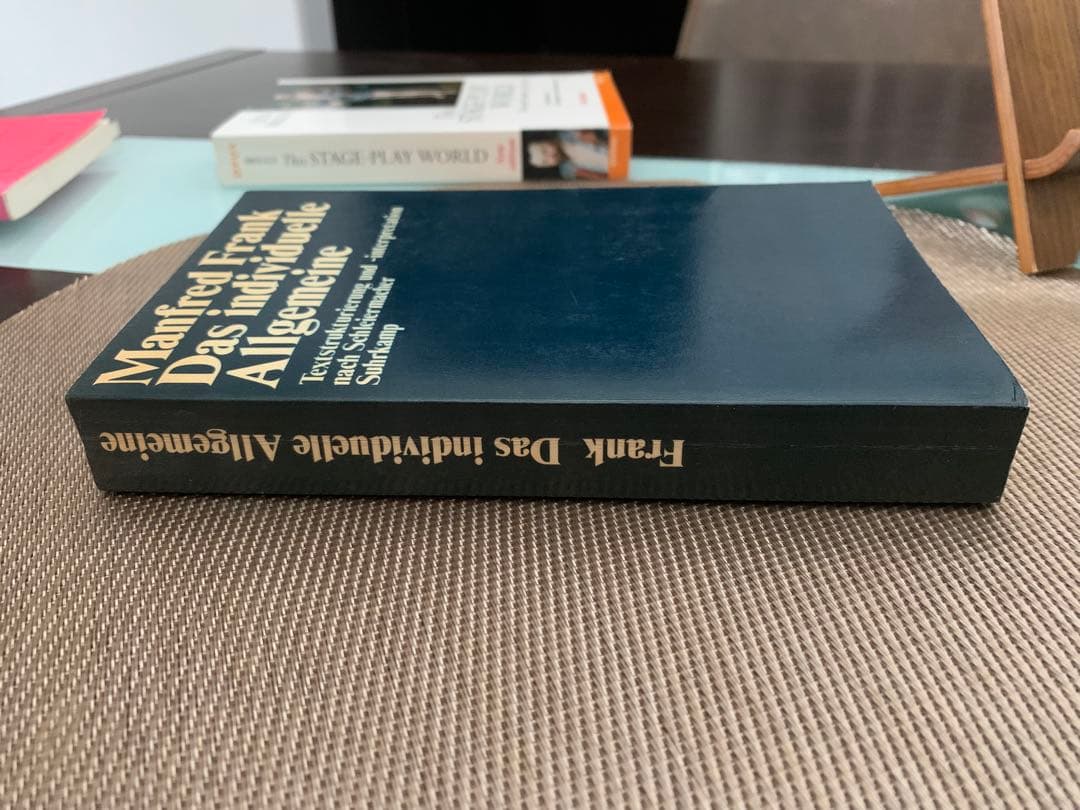 Manfred Frank
Das individuelle
Allgemeine
Textstrukturierung und -interpretation
nach Schleiermacher
Suhrkamp
Frank Das individuelle Allgemeine
The STAGE-PLAY WORLD